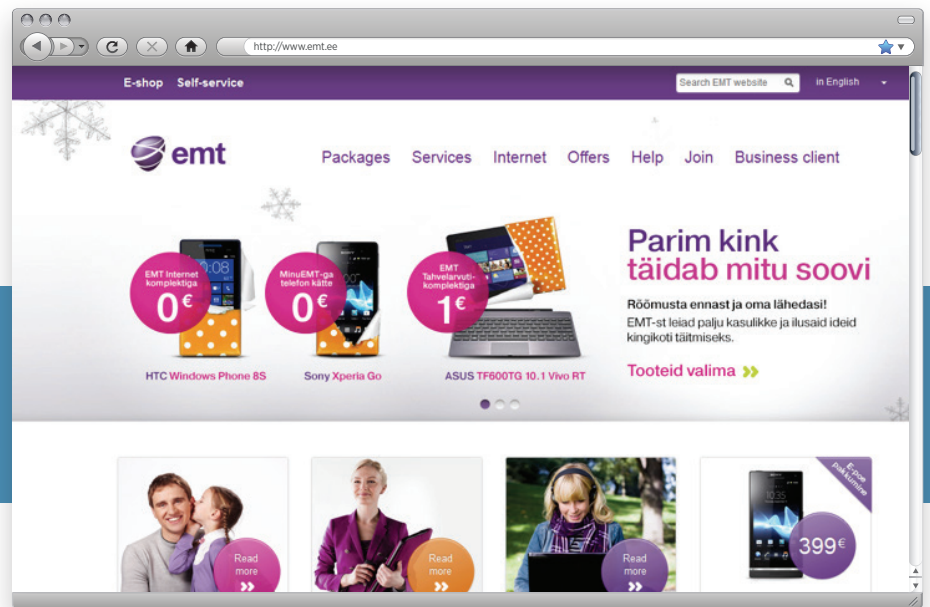 http://www.emt.ee
E-shop Self-service
Search EMT website
in English
emt
Packages Services Internet Offers Help Join Business client
Parim kink
täidab mitu soovi
Rõõmusta ennast ja oma lähedasi!
EMT-st leiad palju kasulikke ja ilusaid ideid
kingikoti täitmiseks.
Tooteid valima
EMT Internet
komplektiga
0€
MinuEMT-ga
telefon kätte
0€
EMT
Tahvelarvuti-
komplektiga
1€
HTC Windows Phone 8S
Sony Xperia Go
ASUS TF600TG 10.1 Vivo RT
Read
more
Read
more
Read
more
E-poe
pakkumine
399€